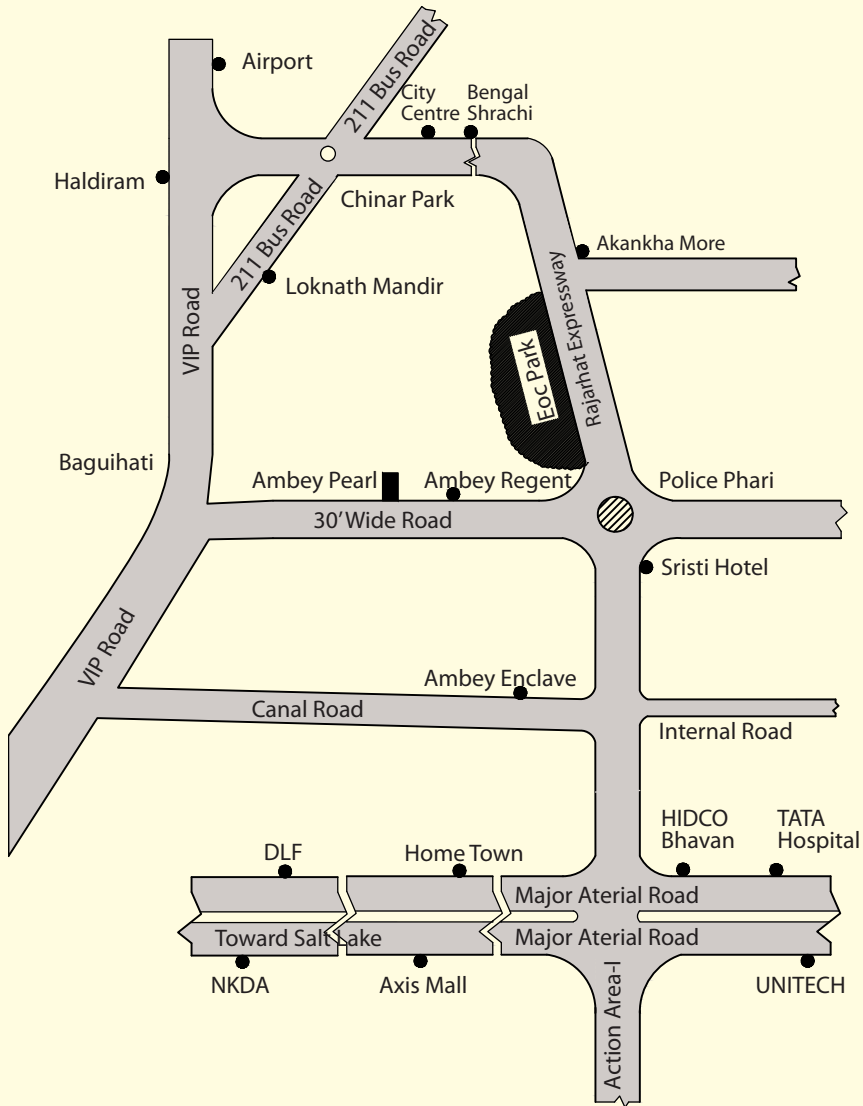 Airport
211 Bus Road
City
Centre
Bengal
Shrachi
Haldiram
Chinar Park
211 Bus Road
Loknath Mandir
Akankha More
VIP Road
Rajarhat Expressway
Eoc Park
Baguihati
Ambey Pearl
Ambey Regent
Police Phari
30' Wide Road
Sristi Hotel
VIP Road
Ambey Enclave
Canal Road
Internal Road
HIDCO
Bhavan
TATA
Hospital
DLF
Home Town
Major Aterial Road
Toward Salt Lake
Major Aterial Road
NKDA
Axis Mall
UNITECH
Action Area-I